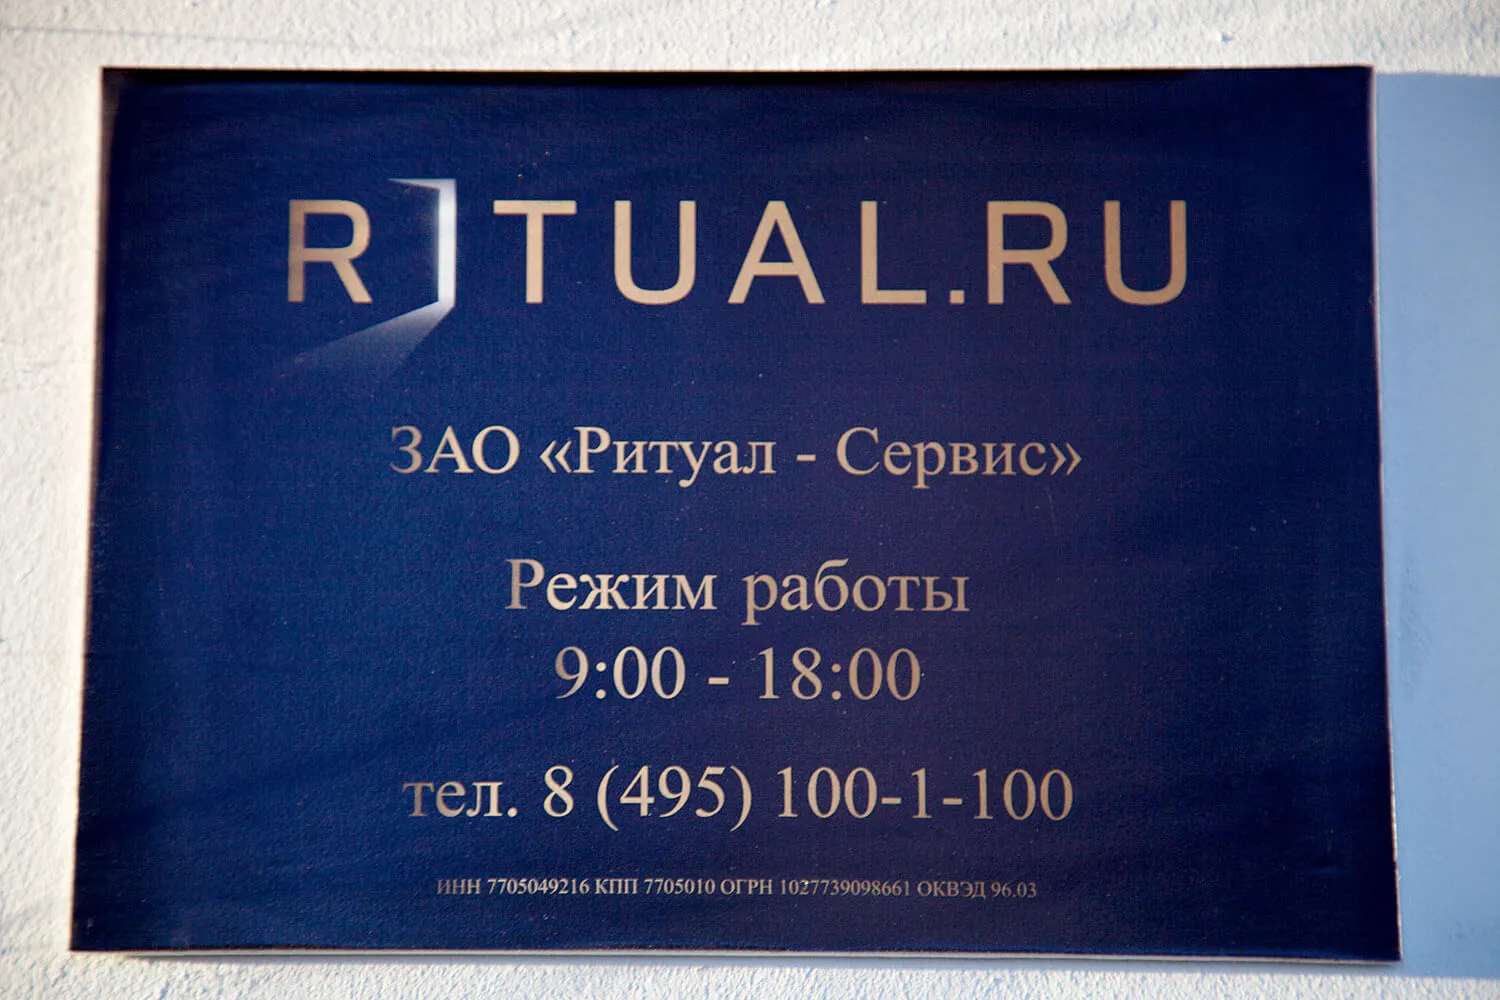 RITUAL.RU
ЗАО «Ритуал - Сервис»
Режим работы
9:00 - 18:00
тел. 8 (495) 100-1-100
ИНН 7705049216 КПП 7705010 ОГРН 1027739098661 ОКВЭД 96.03